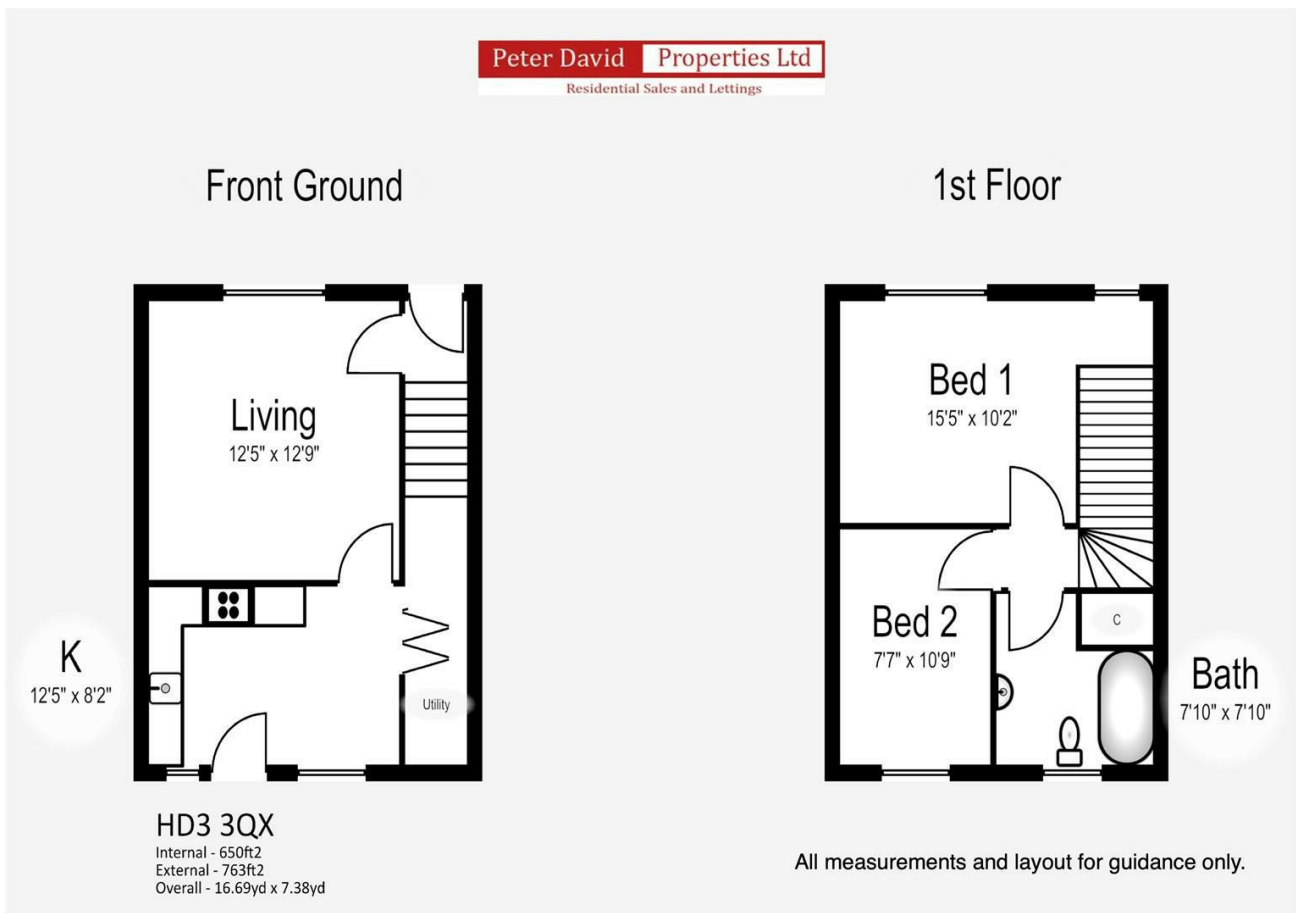 Peter David Properties Ltd
Residential Sales and Lettings
Front Ground
1st Floor
Living
12'5" x 12'9"
K
12'5" x 8'2"
Utility
Bed 1
15'5" x 10'2"
Bed 2
7'7" x 10'9"
C
Bath
7'10" x 7'10"
HD3 3QX
Internal - 650ft2
External - 763ft2
Overall - 16.69yd x 7.38yd
All measurements and layout for guidance only.